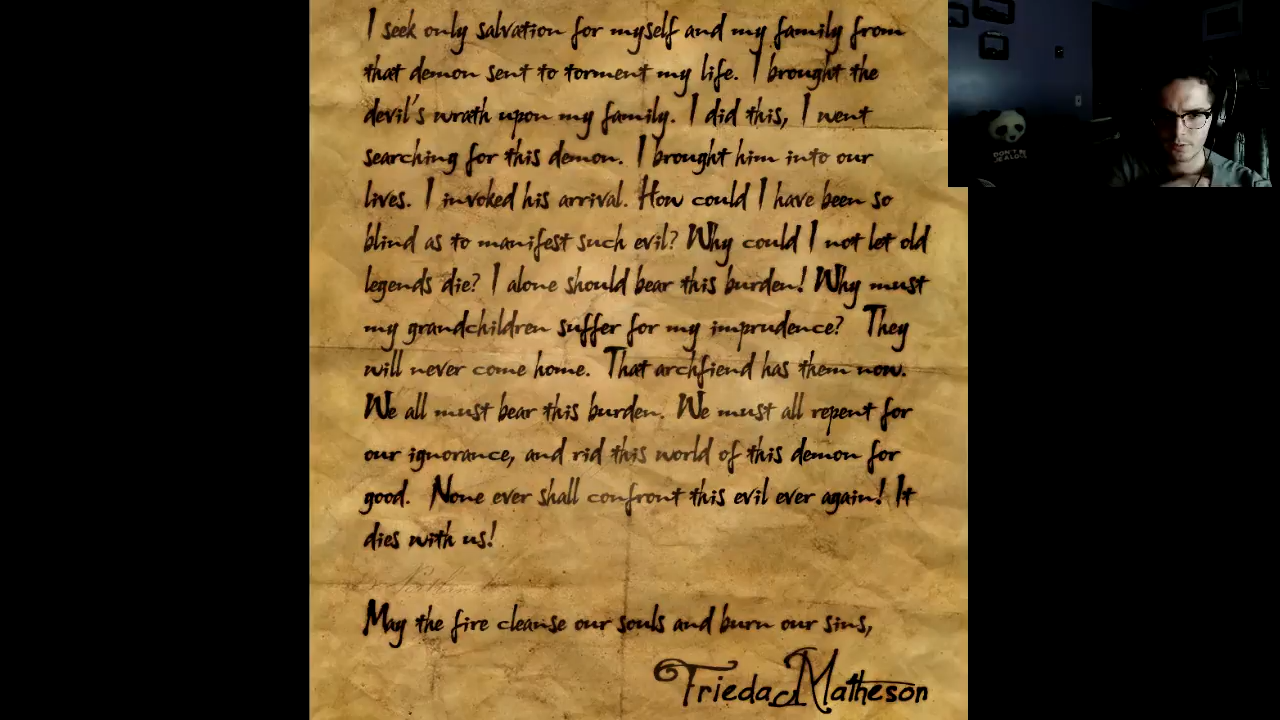 I seek only salvation for myself and my family from
that demon sent to torment my life. I brought the
devil's wrath upon my family. I did this, I went
searching for this demon. I brought him into our
lives. I invoked his arrival. How could I have been so
blind as to manifest such evil? Why could I not let old
legends die? I alone should bear this burden! Why must
my grandchildren suffer for my imprudence? They
will never come home. That archfiend has them now.
We all must bear this burden. We must all repent for
our ignorance, and rid this world of this demon for
good. None ever shall confront this evil ever again! It
dies with us!
May the fire cleanse our souls and burn our sins,
Frieda Matheson
DON'T BE
JEALOUS